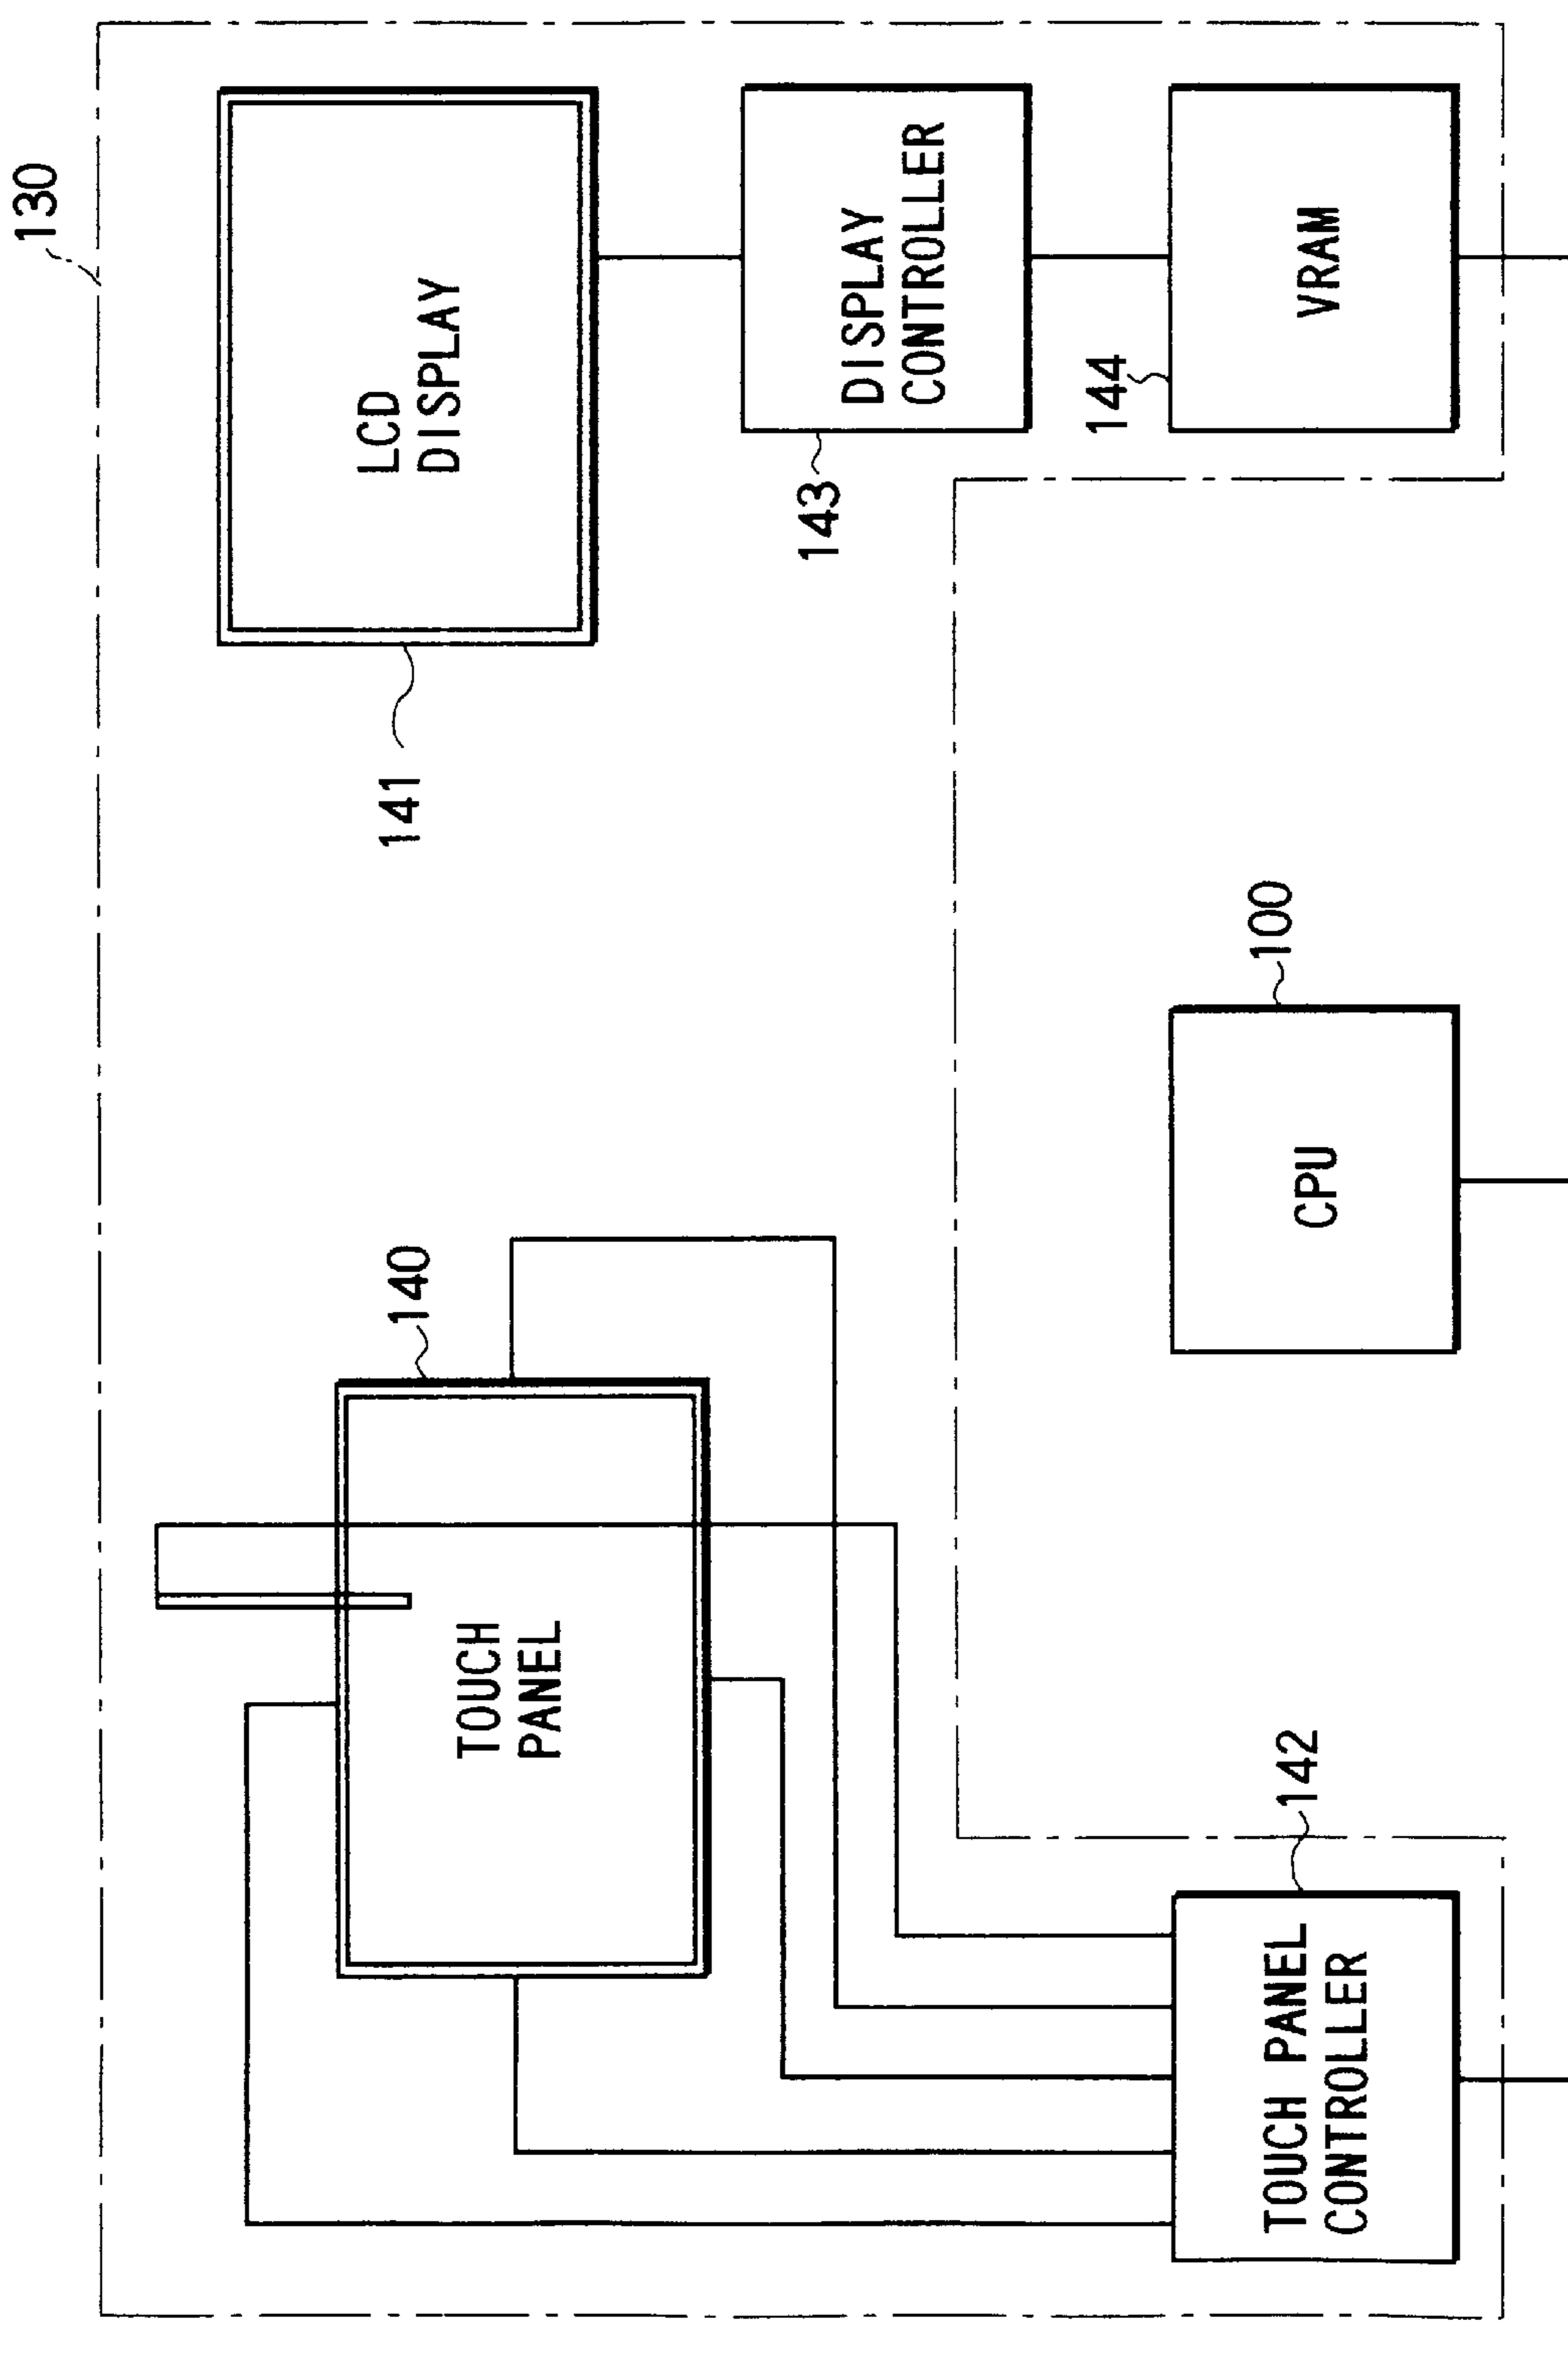 130
140
TOUCH
PANEL
141
LCD
DISPLAY
143
DISPLAY
CONTROLLER
142
TOUCH PANEL
CONTROLLER
100
CPU
144
VRAM